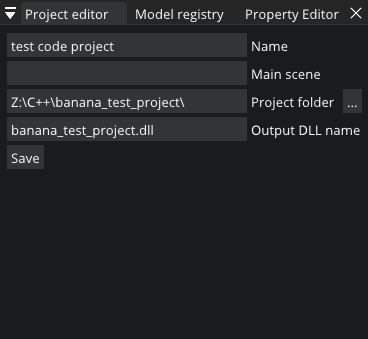 Project editor Model registry Property Editor
test code project Name
Main scene
Z:\C++\banana_test_project\ Project folder ...
banana_test_project.dll Output DLL name
Save